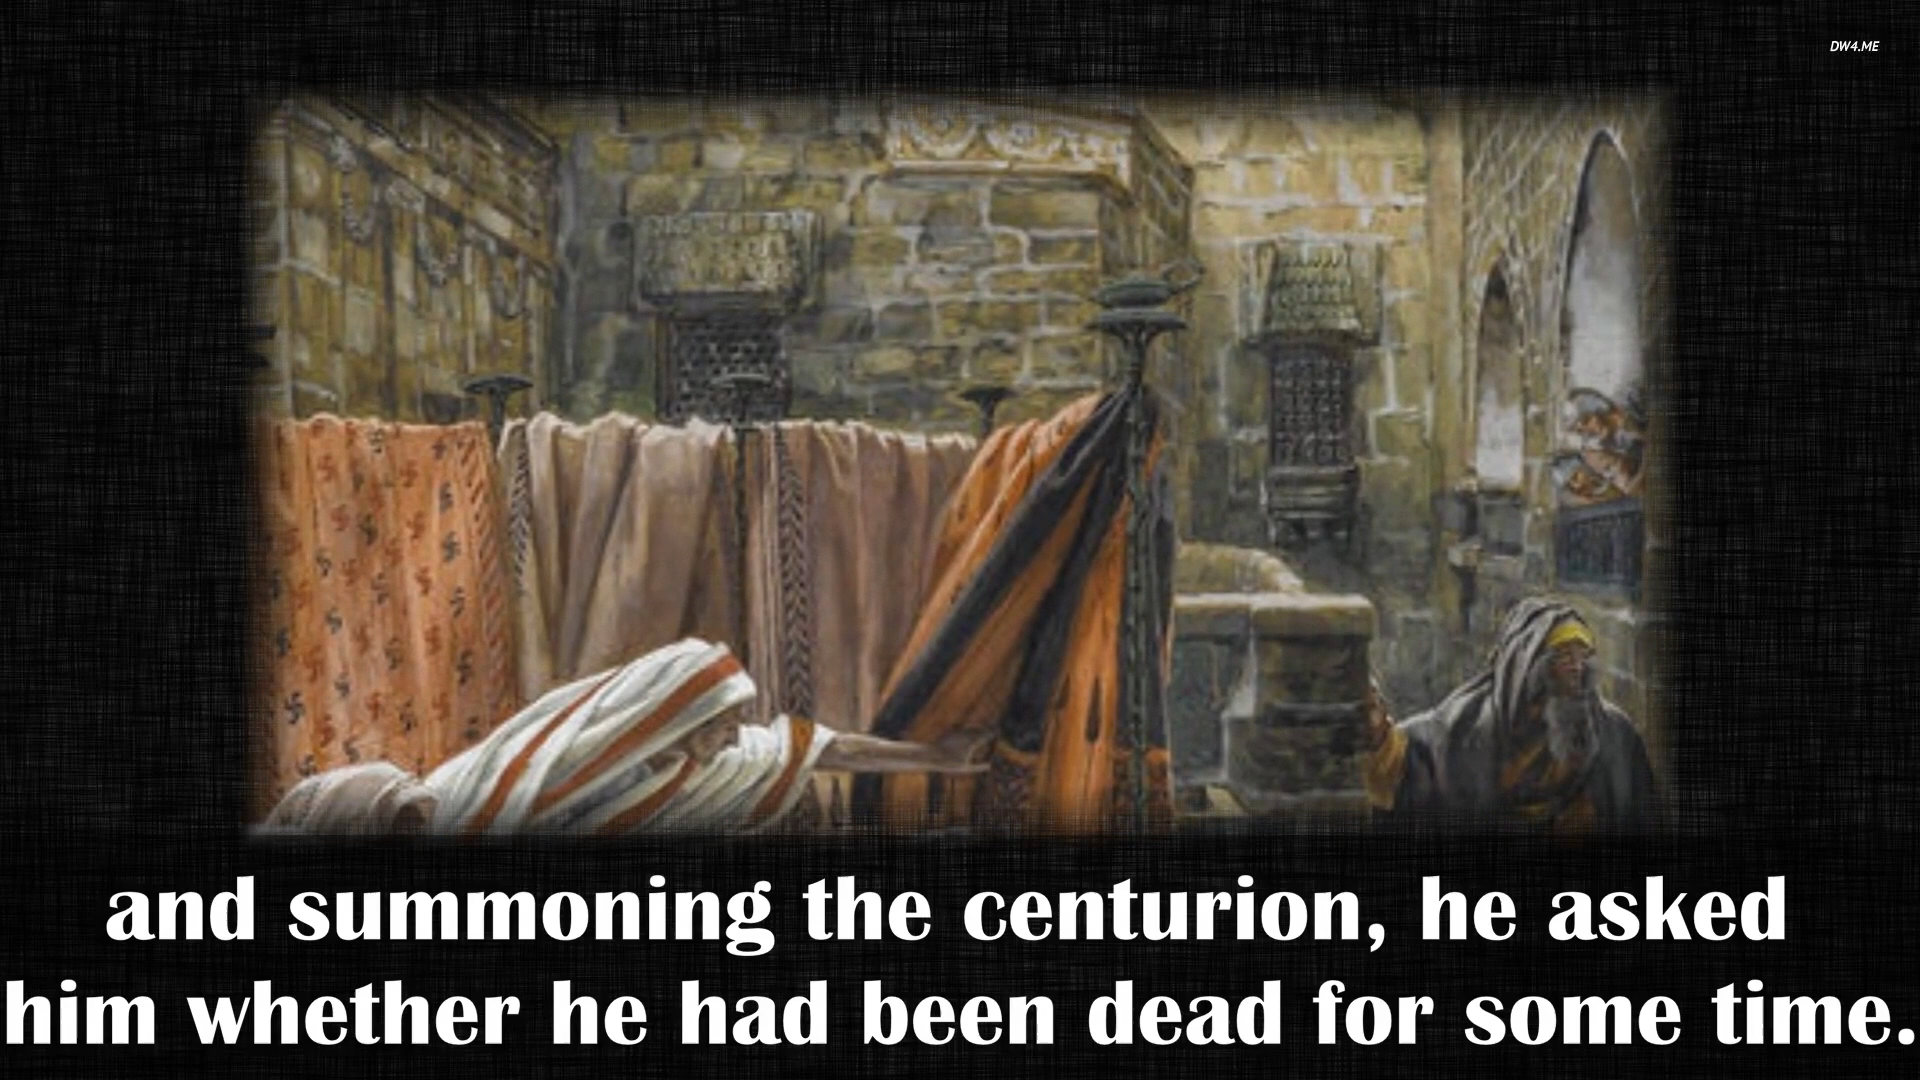 DW4.ME
and summoning the centurion, he asked
him whether he had been dead for some time.